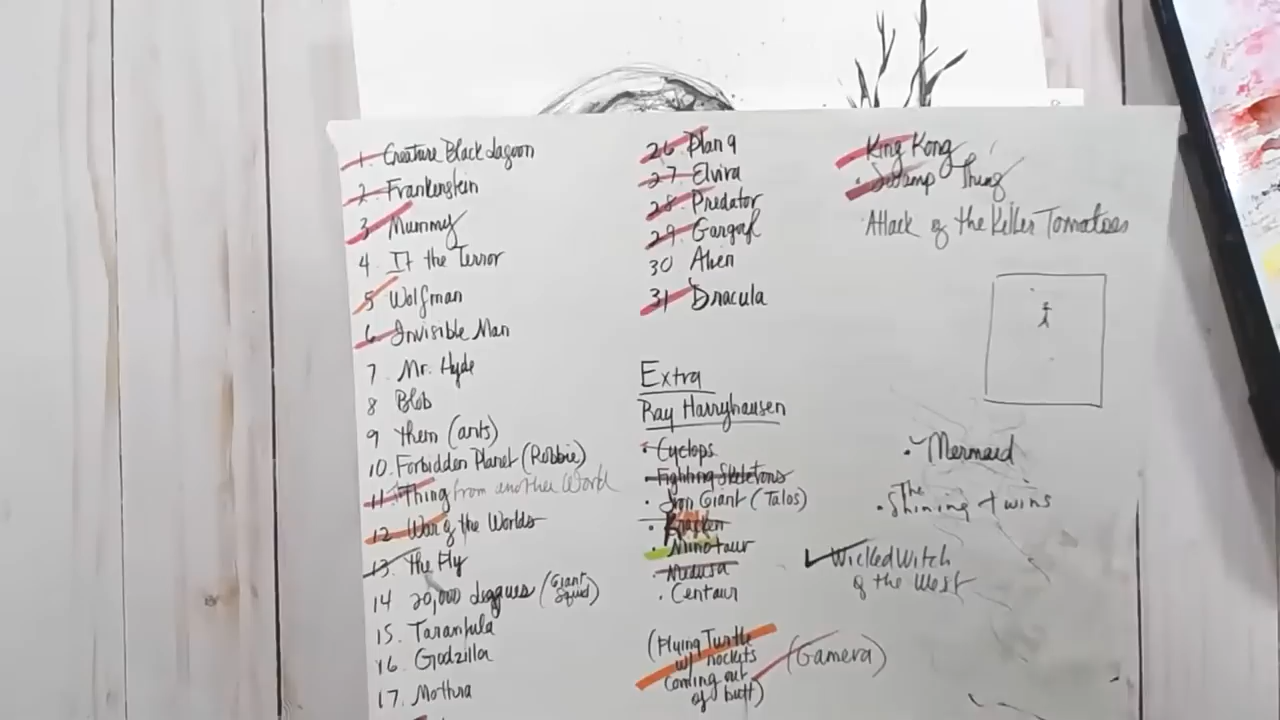 1. Creature Black Lagoon
2. Frankenstein
3 Mummy
4. It the Terror
5 Wolfman
6. Invisible Man
7. Mr. Hyde
8 Blob
9 Them (ants)
10. Forbidden Planet (Robbie)
11. Thing from another World
12 War of the Worlds
13. the Fly
14 20,000 Leagues (Giant Squid)
15. Tarantula
16. Godzilla
17. Mothra
26 Plan 9
27 Elvira
28. Predator
29. Gargoyl
30 Alien
31 Dracula
Extra
Ray Harryhausen
• Cyclops
• Fighting Skeletons
• Iron Giant (Talos)
• Kracken
• Minotaur
• Medusa
• Centaur
(Flying Turtle
w/ rockets
coming out
of butt)
(Gamera)
• King Kong
• Swamp Thing
Attack of the Killer Tomatoes
• Mermaid
• The Shining twins
Wicked Witch
of the West